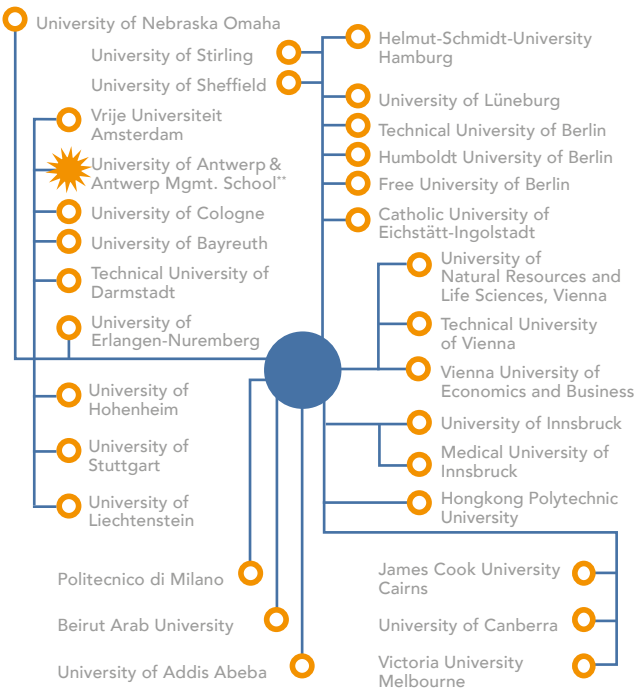 University of Nebraska Omaha
University of Stirling
University of Sheffield
Vrije Universiteit
Amsterdam
University of Antwerp &
Antwerp Mgmt. School**
University of Cologne
University of Bayreuth
Technical University of
Darmstadt
University of
Erlangen-Nuremberg
University of
Hohenheim
University of
Stuttgart
University of
Liechtenstein
Politecnico di Milano
Beirut Arab University
University of Addis Abeba
Helmut-Schmidt-University
Hamburg
University of Lüneburg
Technical University of Berlin
Humboldt University of Berlin
Free University of Berlin
Catholic University of
Eichstätt-Ingolstadt
University of
Natural Resources and
Life Sciences, Vienna
Technical University
of Vienna
Vienna University of
Economics and Business
University of Innsbruck
Medical University of
Innsbruck
Hongkong Polytechnic
University
James Cook University
Cairns
University of Canberra
Victoria University
Melbourne